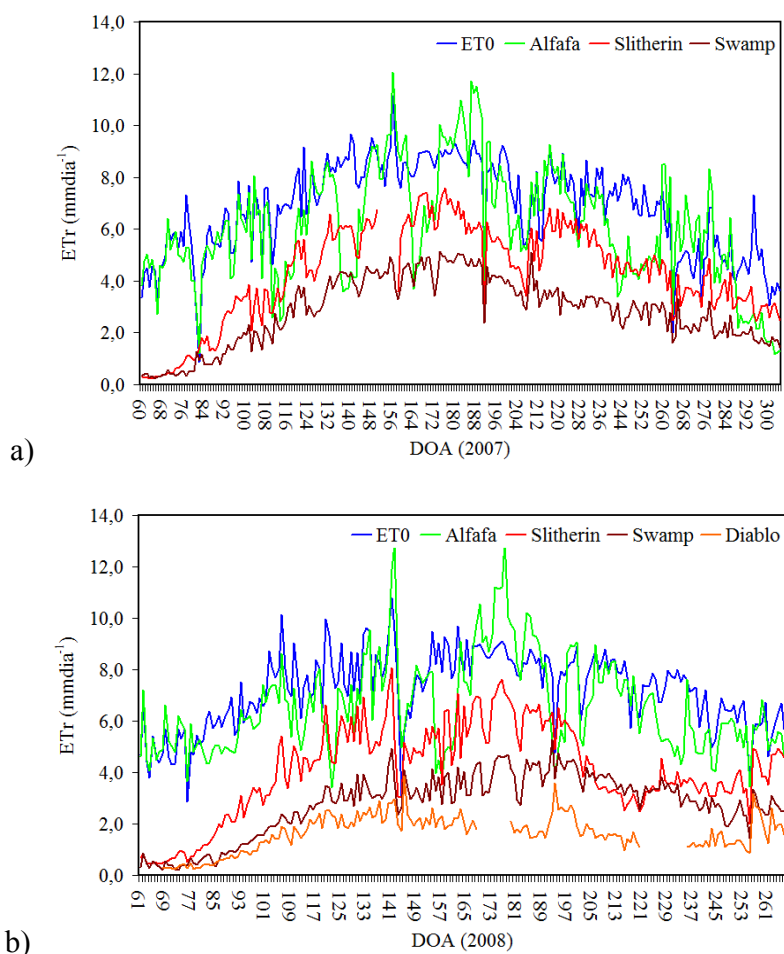 14,0
12,0
10,0
8,0
6,0
4,0
2,0
0,0
ETr (mmdia-1)
ET0 Alfafa Slitherin Swamp
60 68 76 84 92 100 108 116 124 132 140 148 156 164 172 180 188 196 204 212 220 228 236 244 252 260 268 276 284 292 300
DOA (2007)
a)
14,0
12,0
10,0
8,0
6,0
4,0
2,0
0,0
ETr (mmdia-1)
ET0 Alfafa Slitherin Swamp Diablo
61 69 77 85 93 101 109 117 125 133 141 149 157 165 173 181 189 197 205 213 221 229 237 245 253 261
DOA (2008)
b)